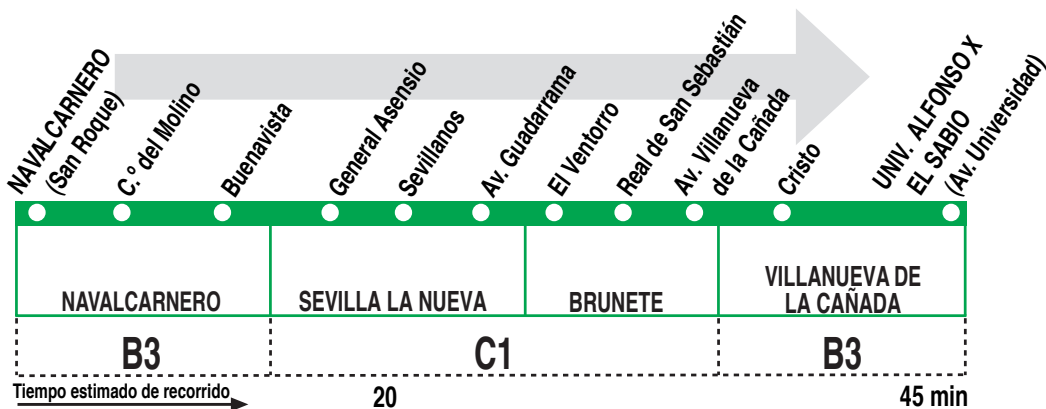 NAVALCARNERO
(San Roque)
C.º del Molino
Buenavista
General Asensio
Sevillanos
Av. Guadarrama
El Ventorro
Real de San Sebastián
Av. Villanueva
de la Cañada
Cristo
UNIV. ALFONSO X
EL SABIO
(Av. Universidad)
NAVALCARNERO
SEVILLA LA NUEVA
BRUNETE
VILLANUEVA DE
LA CAÑADA
B3
C1
B3
Tiempo estimado de recorrido
20
45 min